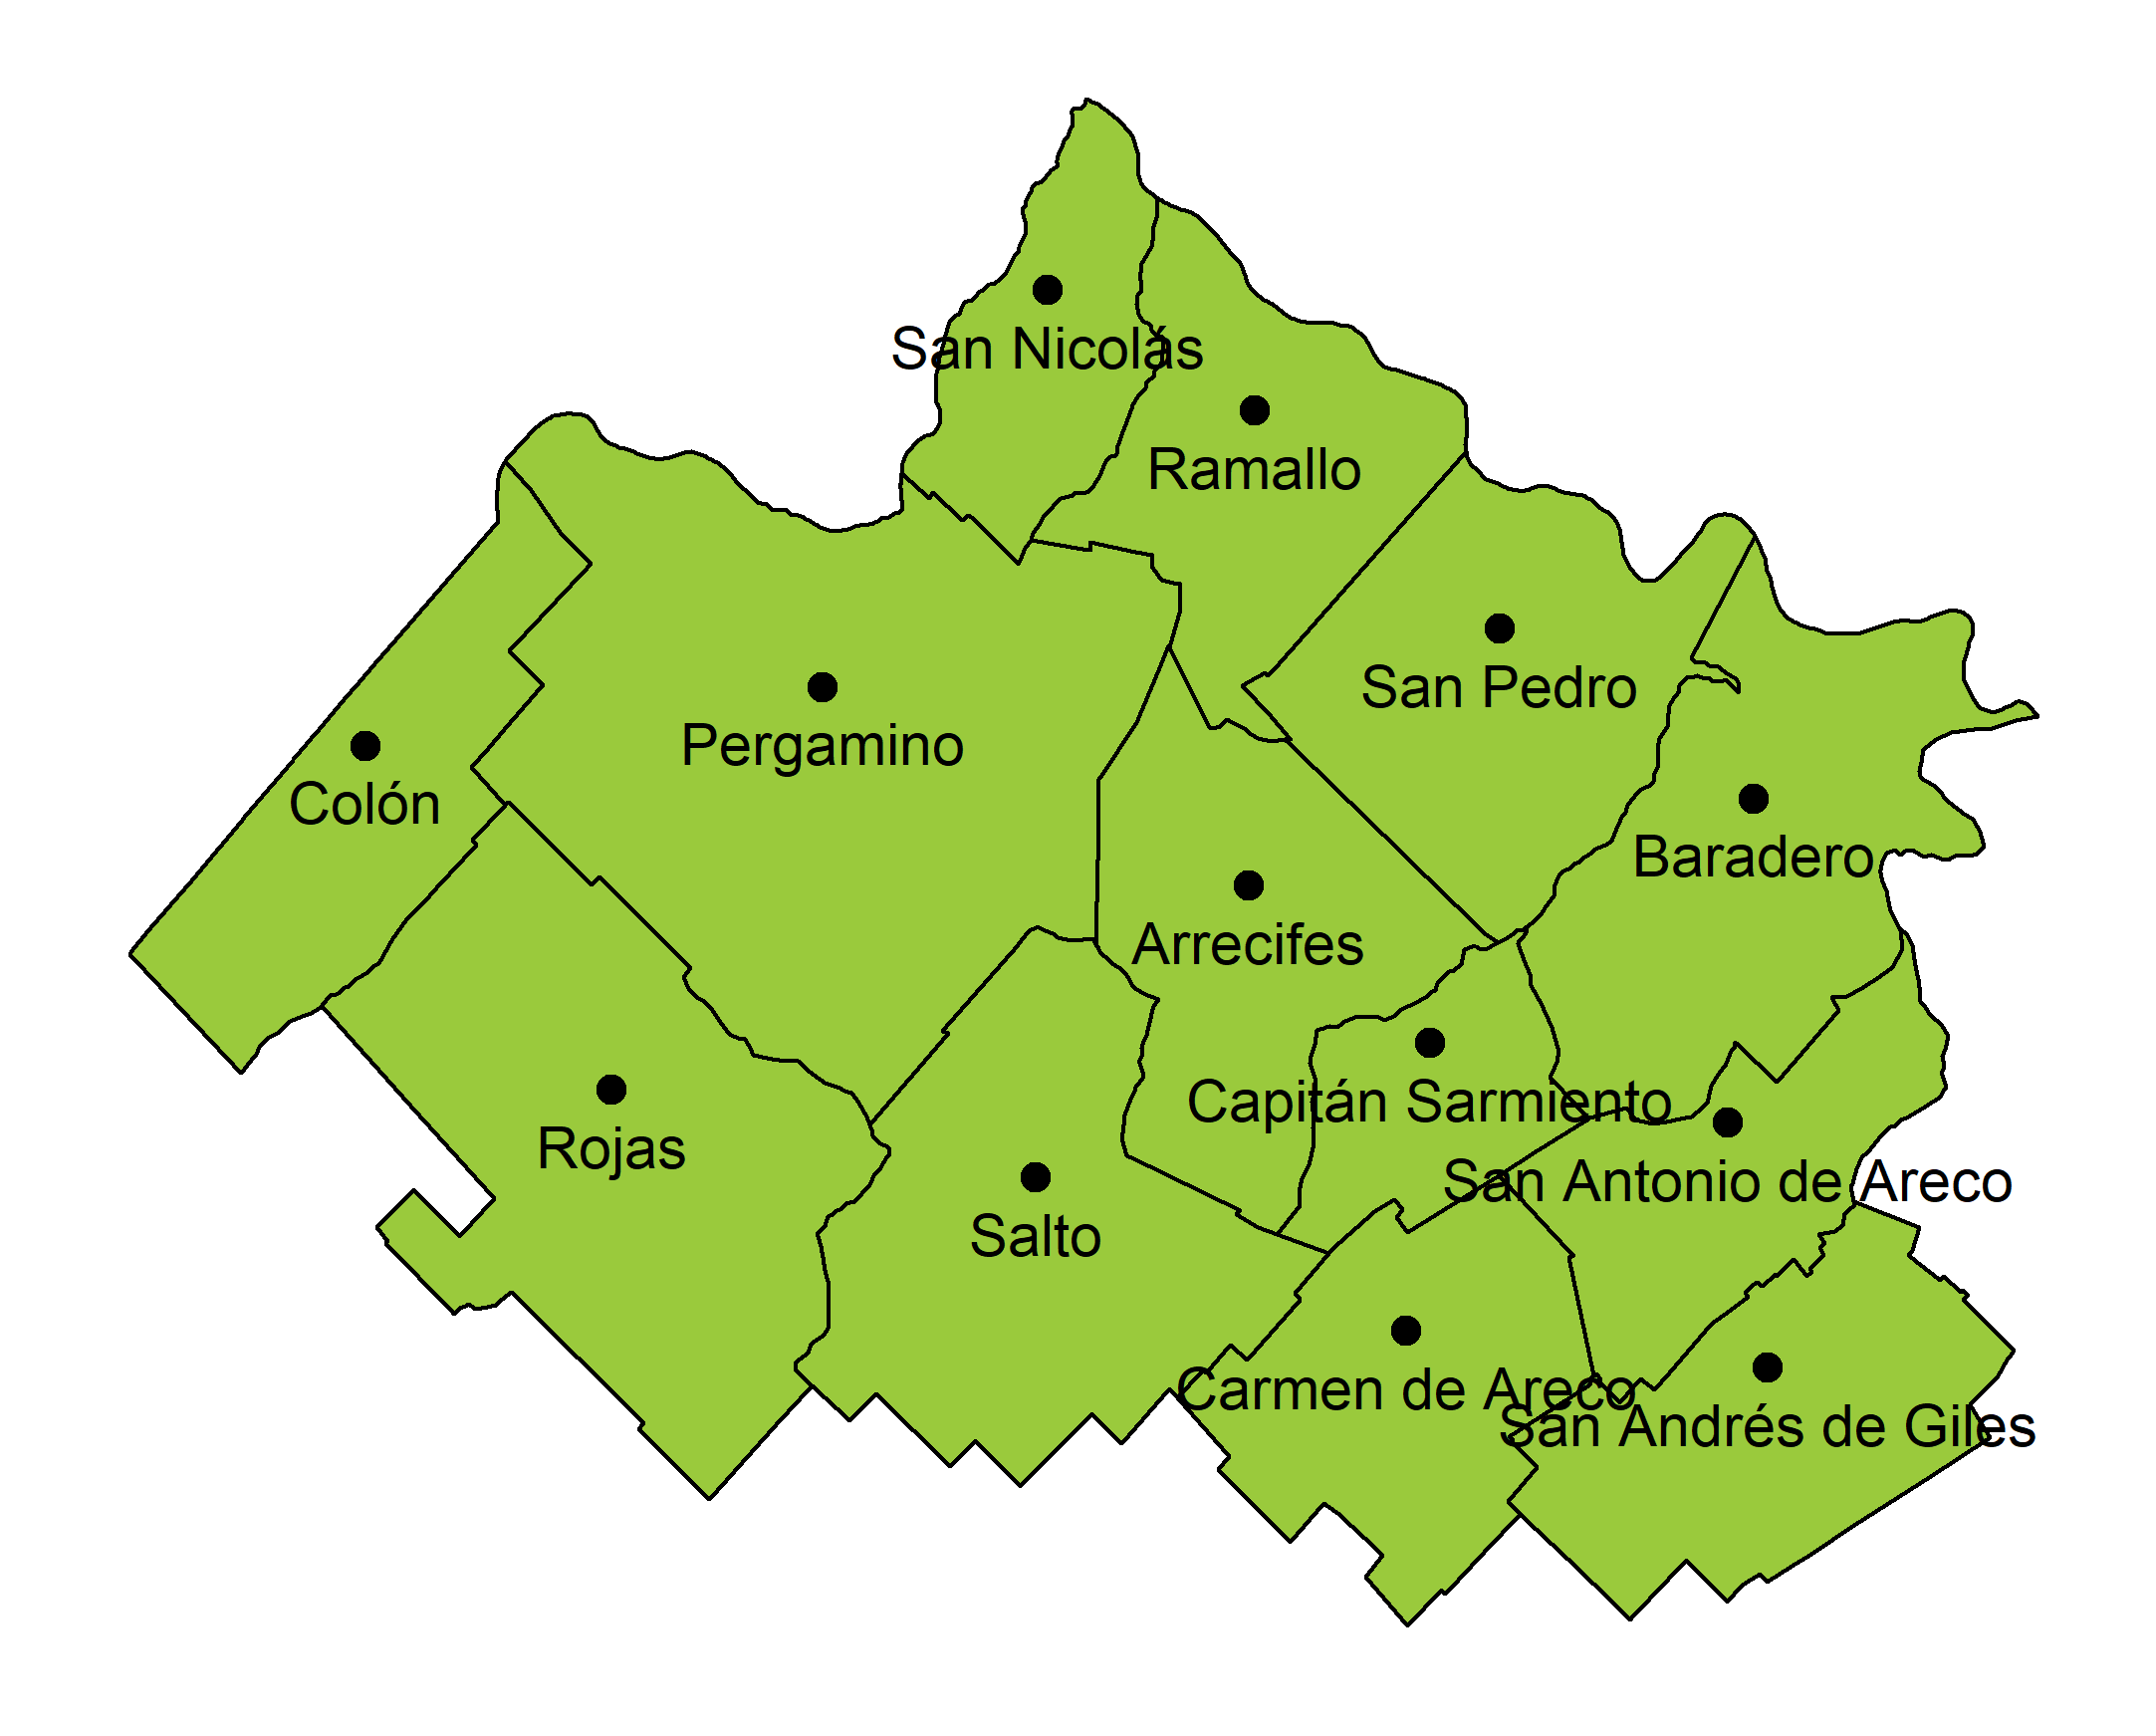 San Nicolás
Ramallo
San Pedro
Pergamino
Colón
Baradero
Arrecifes
Capitán Sarmiento
Rojas
San Antonio de Areco
Salto
Carmen de Areco
San Andrés de Giles